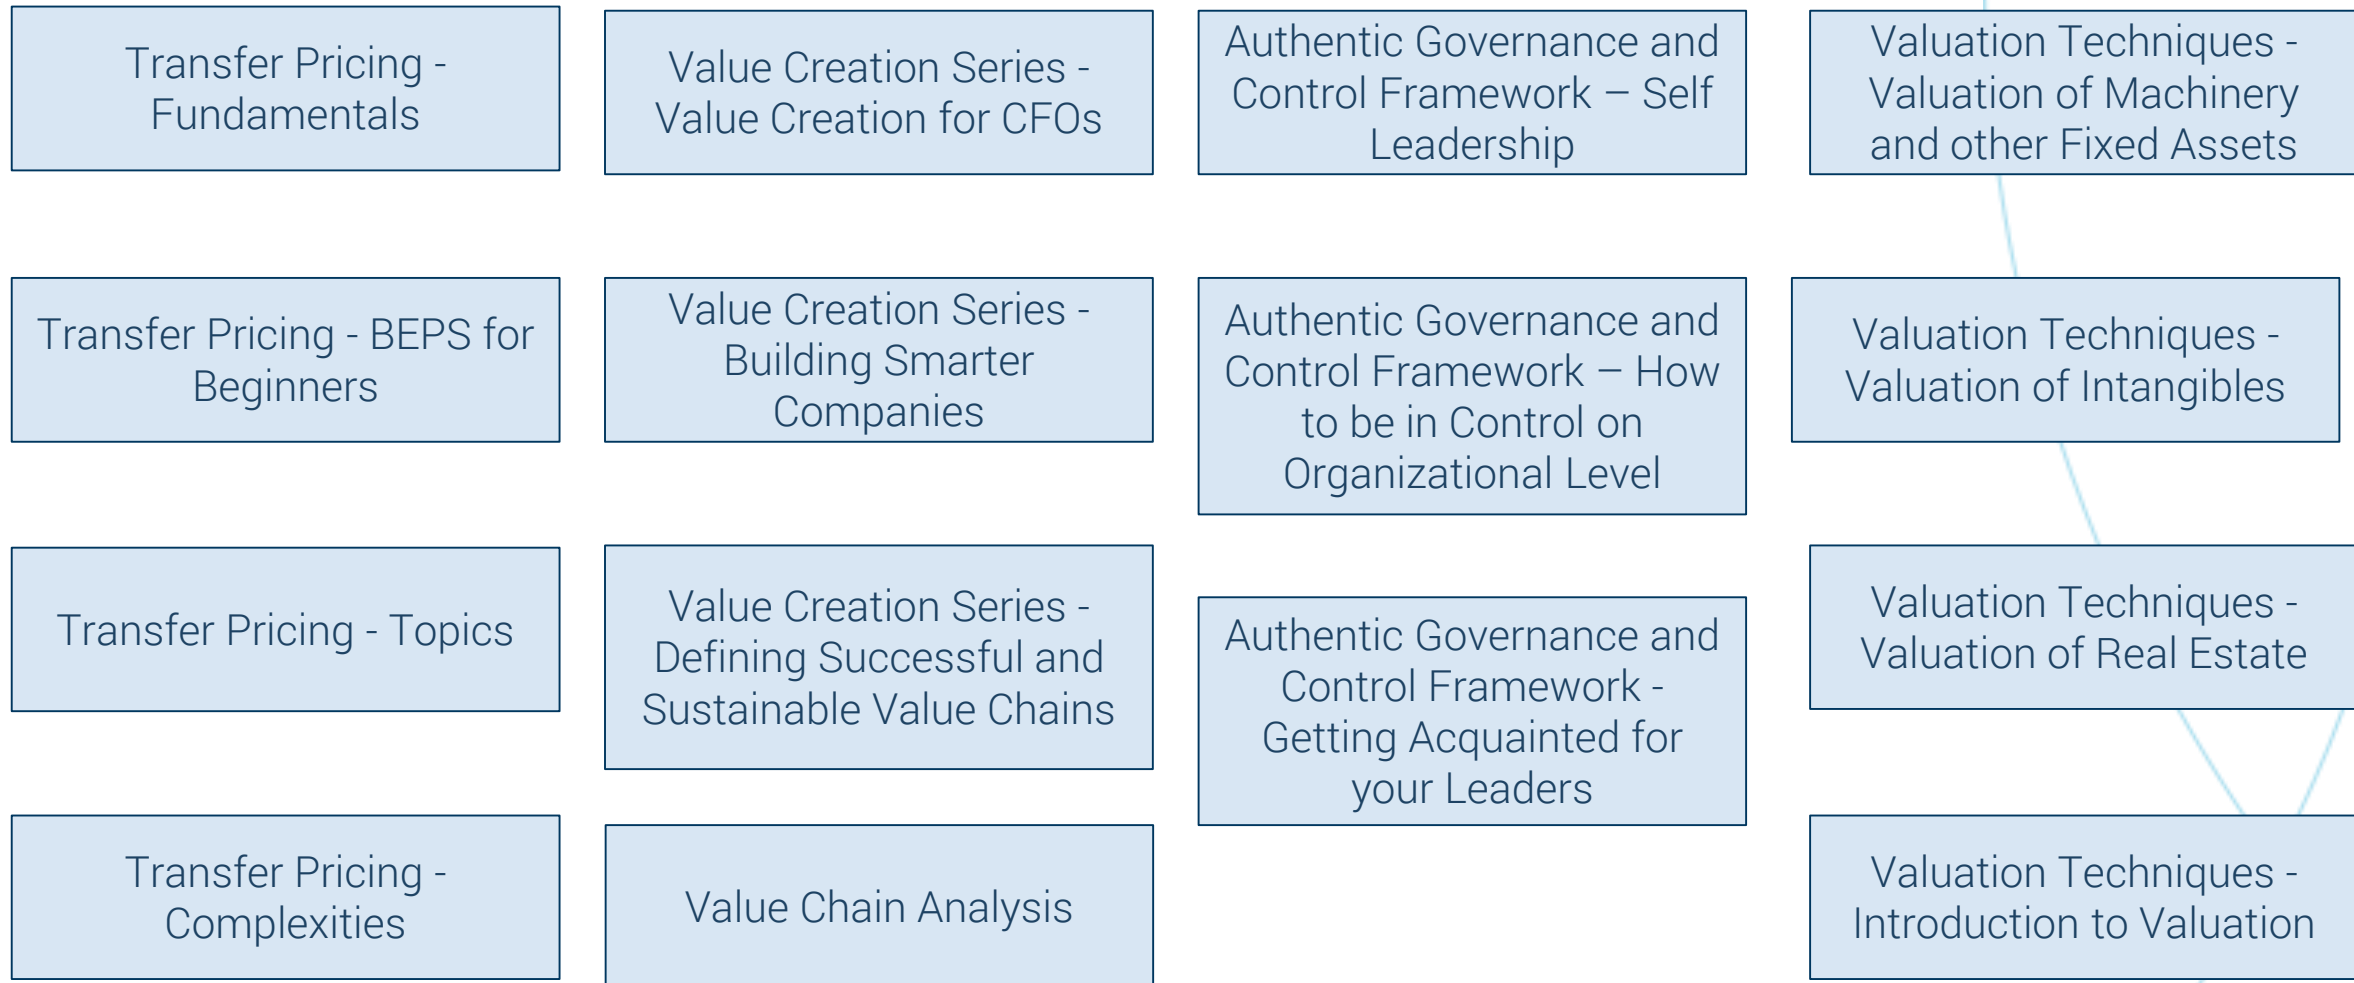 Transfer Pricing -
Fundamentals
Value Creation Series -
Value Creation for CFOs
Authentic Governance and
Control Framework – Self
Leadership
Valuation Techniques -
Valuation of Machinery
and other Fixed Assets
Transfer Pricing - BEPS for
Beginners
Value Creation Series -
Building Smarter
Companies
Authentic Governance and
Control Framework – How
to be in Control on
Organizational Level
Valuation Techniques -
Valuation of Intangibles
Transfer Pricing - Topics
Value Creation Series -
Defining Successful and
Sustainable Value Chains
Authentic Governance and
Control Framework -
Getting Acquainted for
your Leaders
Valuation Techniques -
Valuation of Real Estate
Transfer Pricing -
Complexities
Value Chain Analysis
Valuation Techniques -
Introduction to Valuation